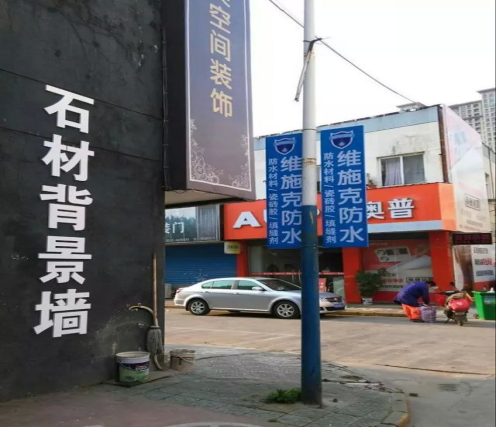 空间装饰
石材背景墙
维施克防水
防水材料/瓷砖胶/填缝剂
维施克防水
防水材料/瓷砖胶/填缝剂
A
奥普
门